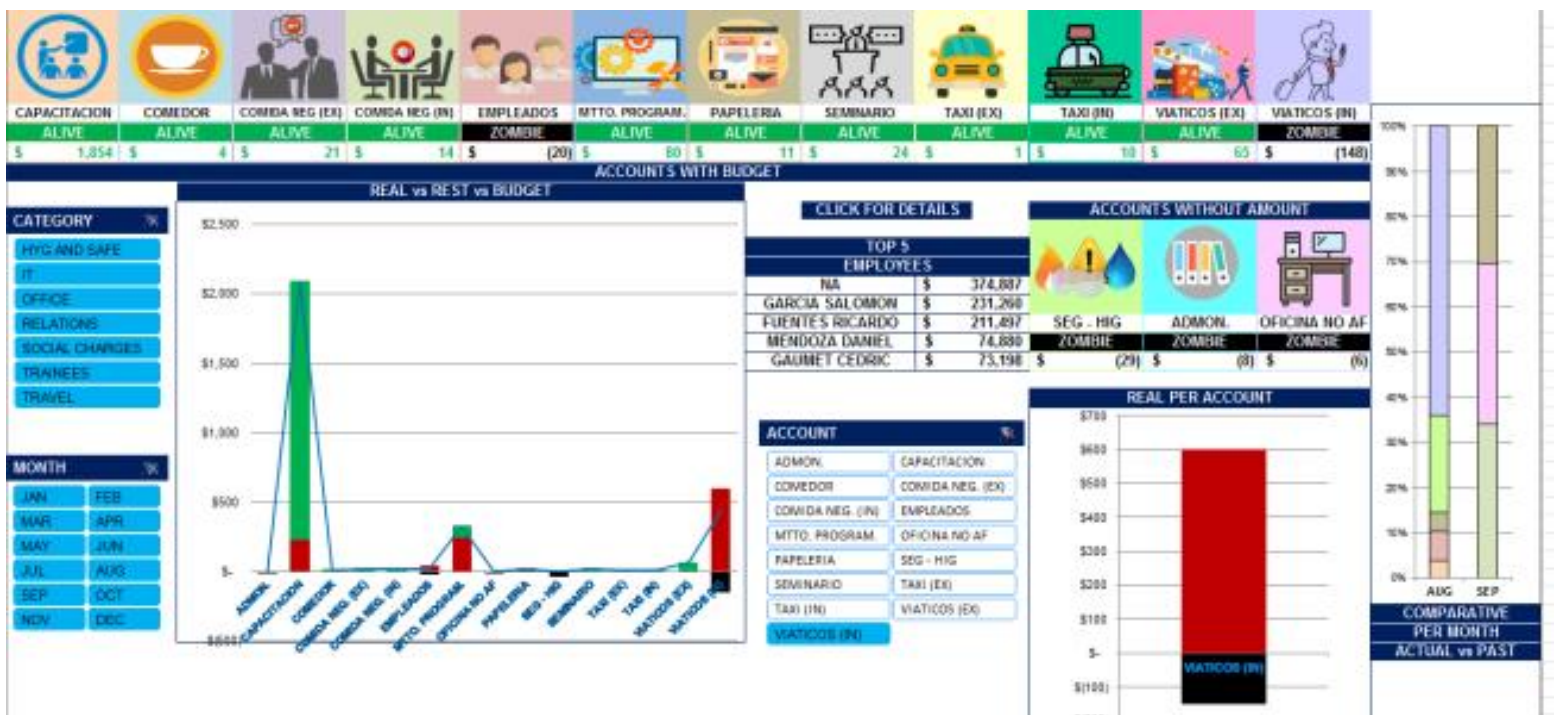 CAPACITACION COMEDOR COMIDA NEG (EX) COMIDA NEG (IN) EMPLEADOS MTTO. PROGRAM. PAPELERIA SEMINARIO TAXI (EX) TAXI (IN) VIATICOS (EX) VIATICOS (IN)
ALIVE ALIVE ALIVE ALIVE ZOMBIE ALIVE ALIVE ALIVE ALIVE ALIVE ALIVE ZOMBIE
$ 1,854 $ 4 $ 21 $ 14 $ (20) $ 80 $ 11 $ 24 $ 1 $ 10 $ 65 $ (148)
ACCOUNTS WITH BUDGET
REAL vs REST vs BUDGET
CATEGORY
HYG AND SAFE
IT
OFFICE
RELATIONS
SOCIAL CHARGES
TRAINEES
TRAVEL
MONTH
JAN FEB
MAR APR
MAY JUN
JUL AUG
SEP OCT
NOV DEC
$2,500
$2,000
$1,500
$1,000
$500
$-
$(500)
ADMON.
CAPACITACION
COMEDOR
COMIDA NEG. (EX)
COMIDA NEG. (IN)
EMPLEADOS
MTTO. PROGRAM.
OFICINA NO AF
PAPELERIA
SEG - HIG
SEMINARIO
TAXI (EX)
TAXI (IN)
VIATICOS (EX)
VIATICOS (IN)
CLICK FOR DETAILS
TOP 5
EMPLOYEES
NA $ 374,887
GARCIA SALOMON $ 231,260
FUENTES RICARDO $ 211,497
MENDOZA DANIEL $ 74,880
GAUMET CEDRIC $ 73,198
ACCOUNT
ADMON. CAPACITACION
COMEDOR COMIDA NEG. (EX)
COMIDA NEG. (IN) EMPLEADOS
MTTO. PROGRAM. OFICINA NO AF
PAPELERIA SEG - HIG
SEMINARIO TAXI (EX)
TAXI (IN) VIATICOS (EX)
VIATICOS (IN)
ACCOUNTS WITHOUT AMOUNT
SEG - HIG ADMON. OFICINA NO AF
ZOMBIE ZOMBIE ZOMBIE
$ (29) $ (8) $ (6)
REAL PER ACCOUNT
$700
$600
$500
$400
$300
$200
$100
$-
$(100)
VIATICOS (IN)
100%
90%
80%
70%
60%
50%
40%
30%
20%
10%
0%
AUG SEP
COMPARATIVE
PER MONTH
ACTUAL vs PAST